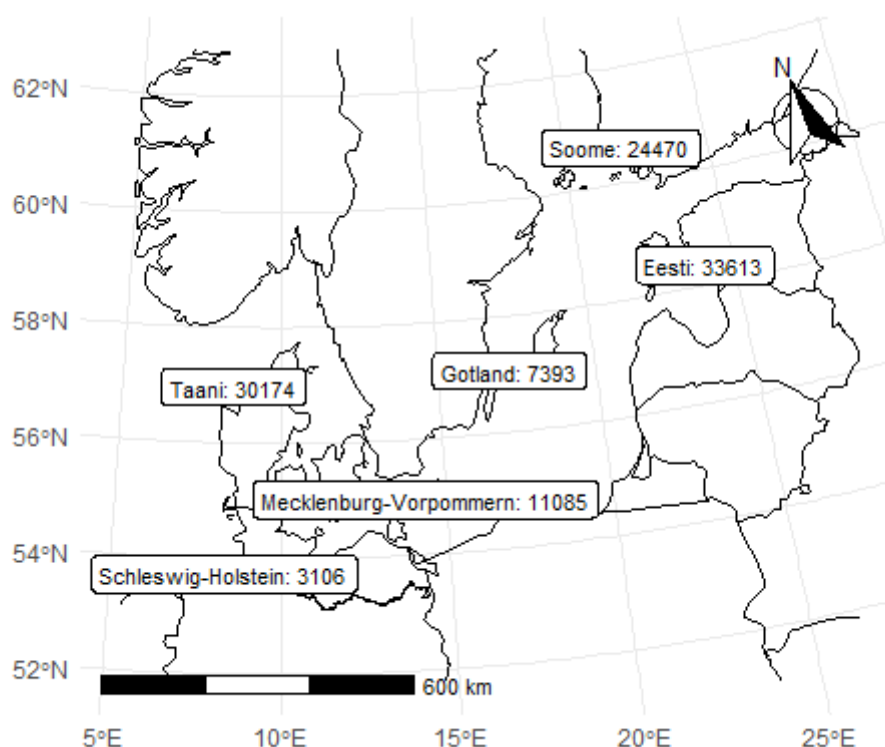 62°N
60°N
58°N
56°N
54°N
52°N
N
Soome: 24470
Eesti: 33613
Gotland: 7393
Taani: 30174
Mecklenburg-Vorpommern: 11085
Schleswig-Holstein: 3106
600 km
5°E
10°E
15°E
20°E
25°E